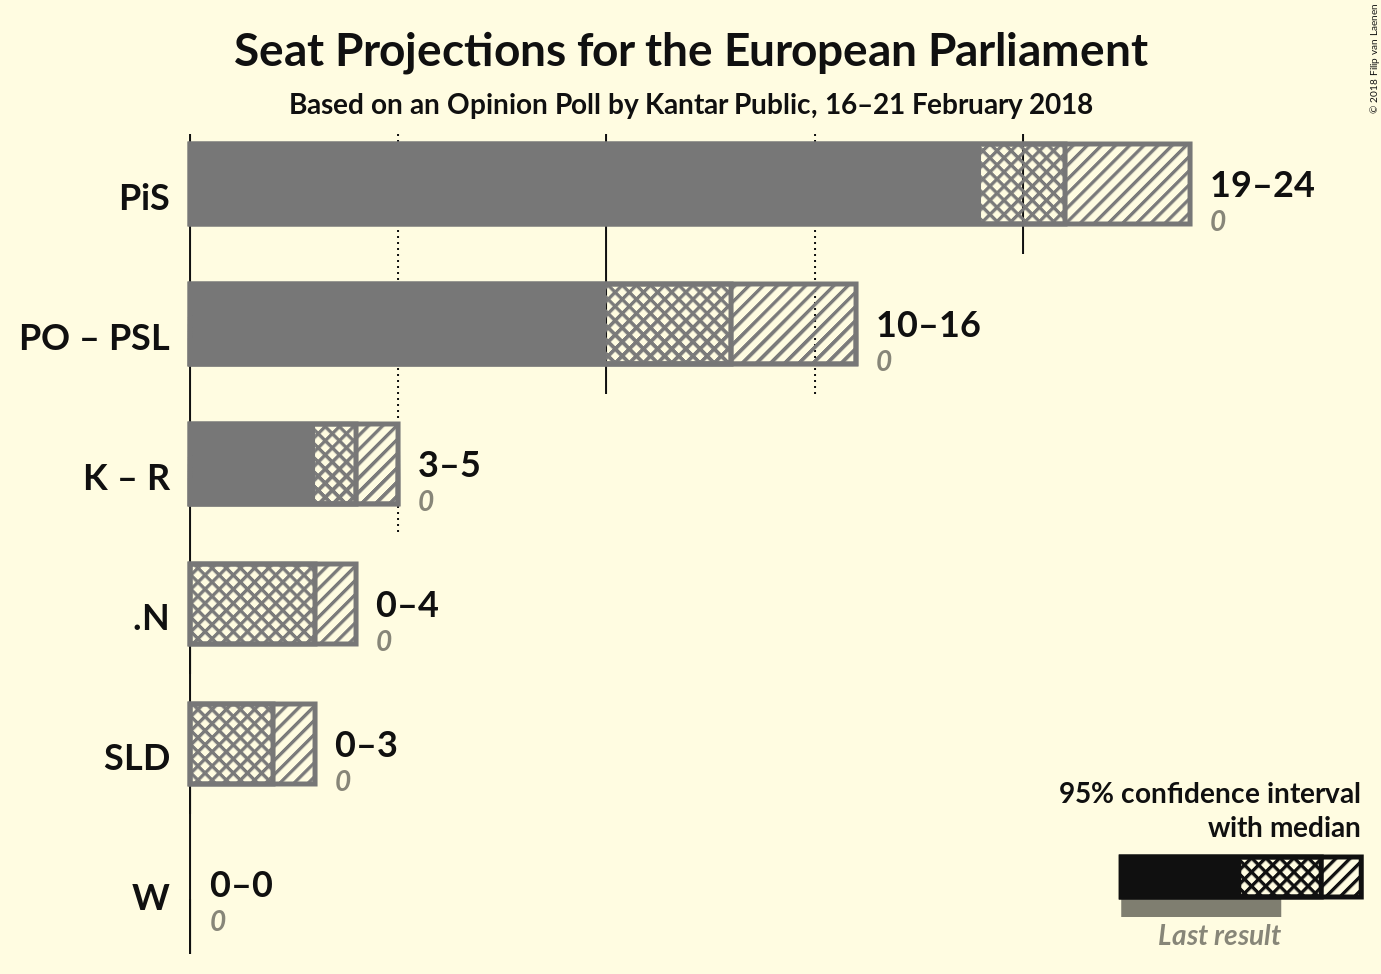 Seat Projections for the European Parliament
Based on an Opinion Poll by Kantar Public, 16–21 February 2018
© 2018 Filip van Laenen
PiS
19–24
0
PO – PSL
10–16
0
K – R
3–5
0
.N
0–4
0
SLD
0–3
0
W
0–0
0
95% confidence interval
with median
Last result